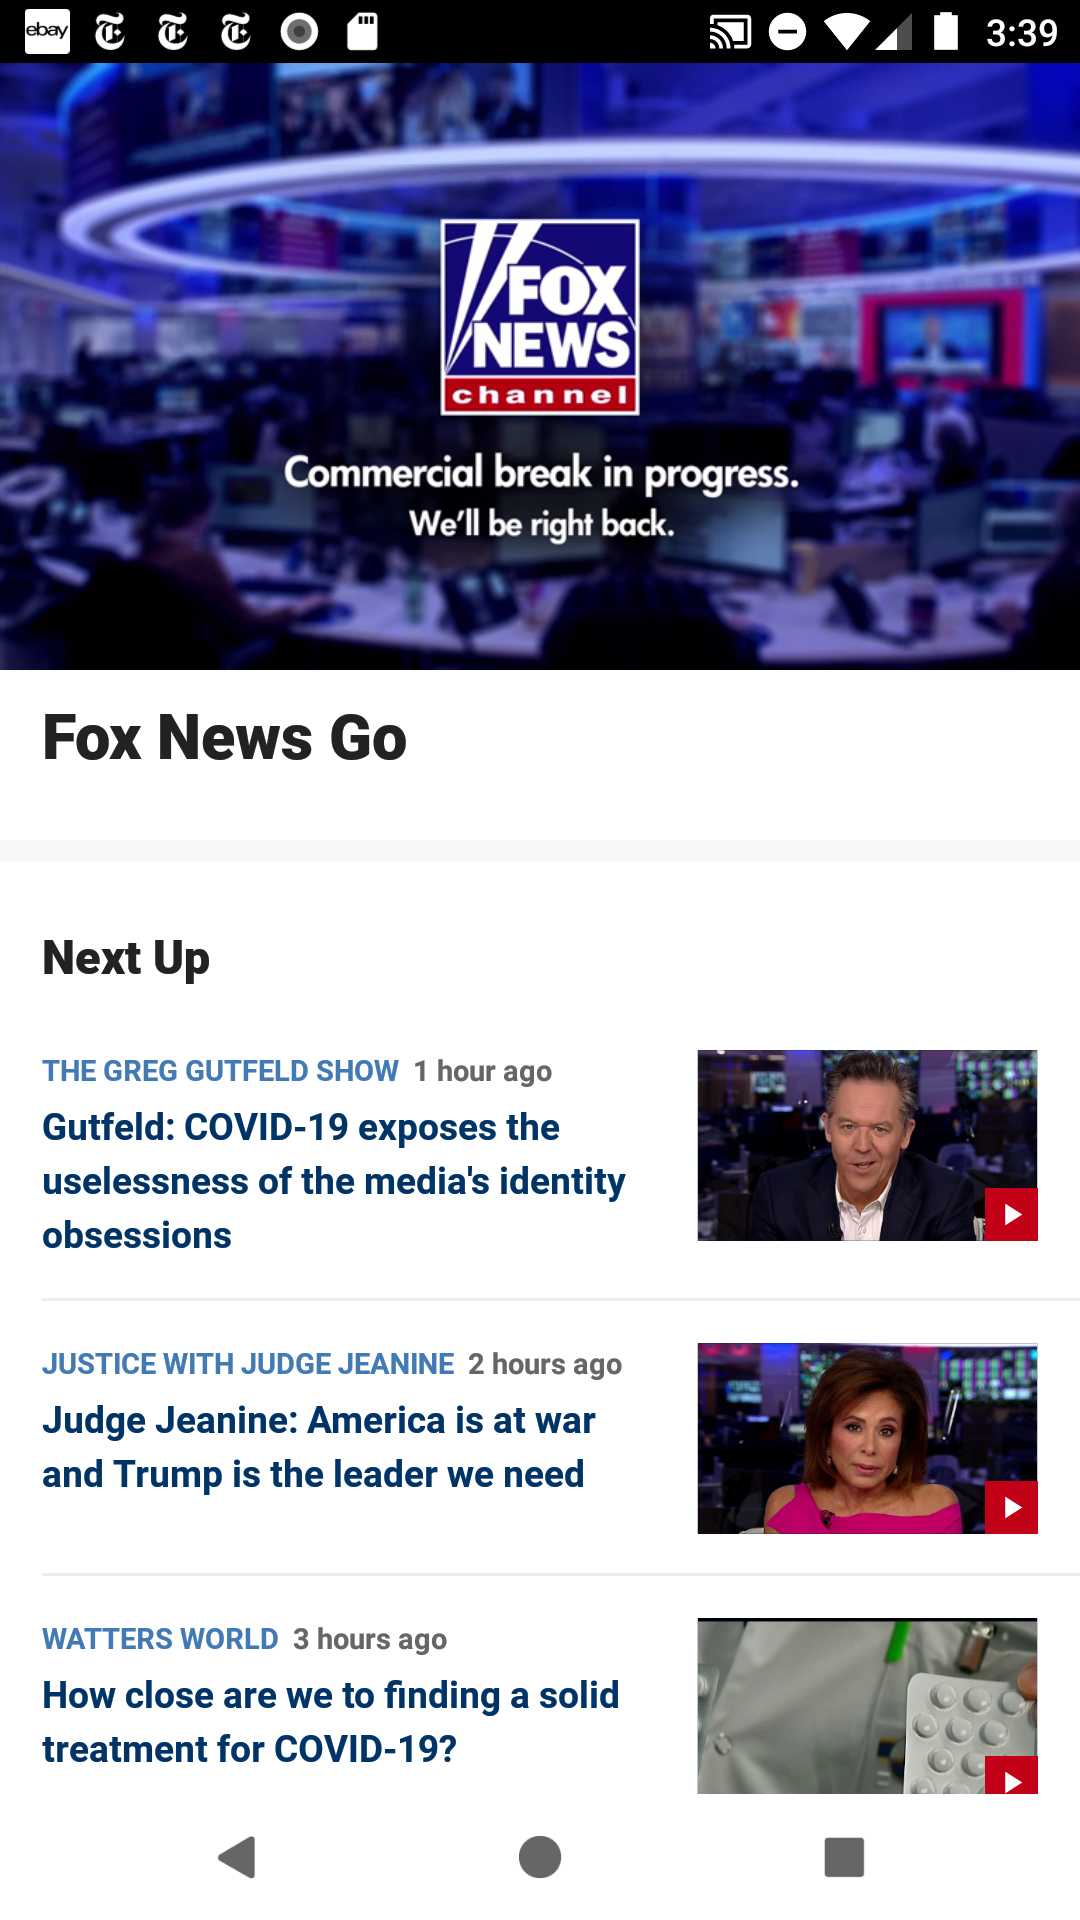 ebay
3:39
FOX
NEWS
channel
Commercial break in progress.
We'll be right back.
Fox News Go
Next Up
THE GREG GUTFELD SHOW 1 hour ago
Gutfeld: COVID-19 exposes the
uselessness of the media's identity
obsessions
JUSTICE WITH JUDGE JEANINE 2 hours ago
Judge Jeanine: America is at war
and Trump is the leader we need
WATTERS WORLD 3 hours ago
How close are we to finding a solid
treatment for COVID-19?